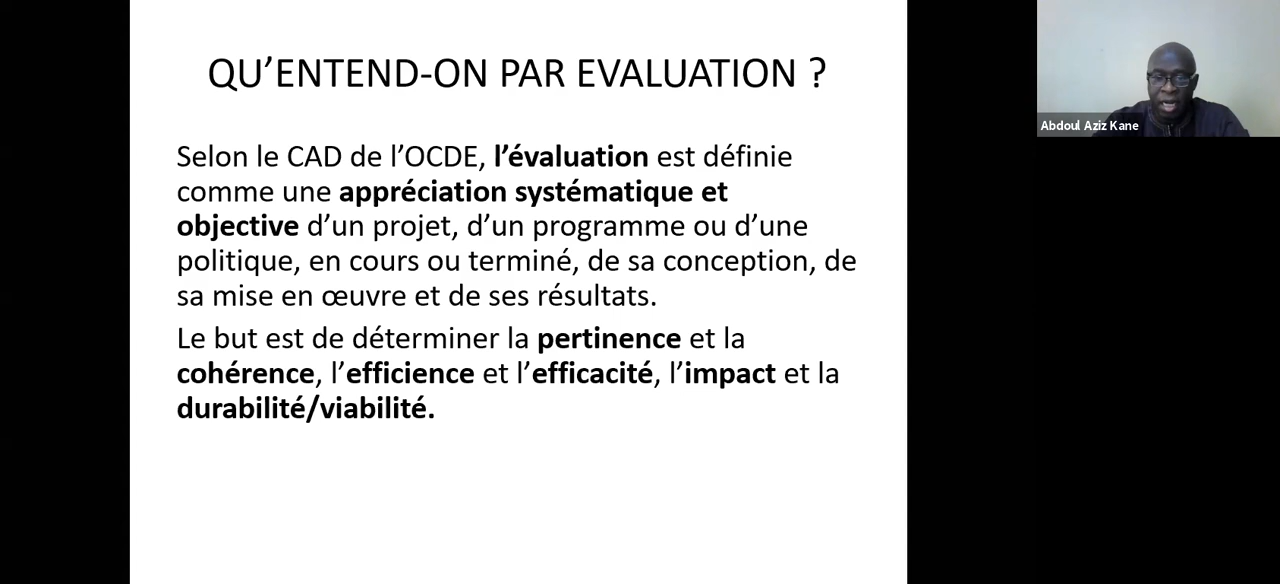 QU’ENTEND-ON PAR EVALUATION ?
Selon le CAD de l’OCDE, l’évaluation est définie
comme une appréciation systématique et
objective d’un projet, d’un programme ou d’une
politique, en cours ou terminé, de sa conception, de
sa mise en œuvre et de ses résultats.
Le but est de déterminer la pertinence et la
cohérence, l’efficience et l’efficacité, l’impact et la
durabilité/viabilité.
Abdoul Aziz Kane